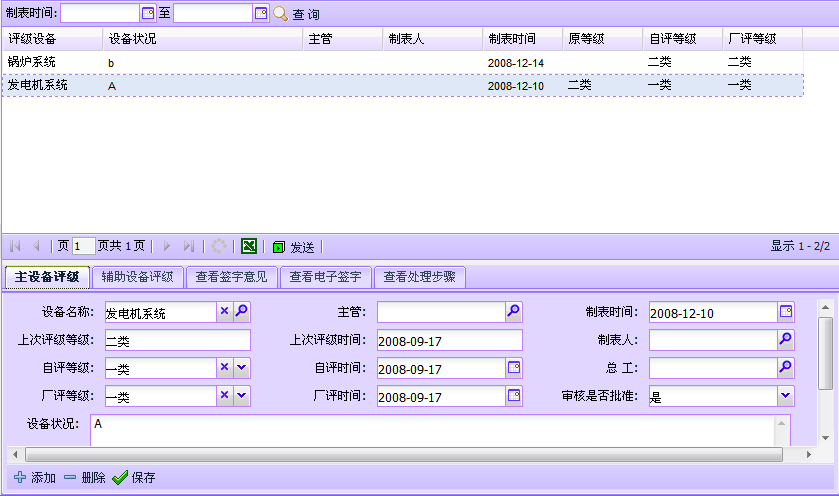 制表时间: 至 查 询
评级设备 设备状况 主管 制表人 制表时间 原等级 自评等级 厂评等级
锅炉系统 b 2008-12-14 二类 二类
发电机系统 A 2008-12-10 二类 一类 一类
页 1 页共 1 页 发送 显示 1 - 2/2
主设备评级 辅助设备评级 查看签字意见 查看电子签字 查看处理步骤
设备名称: 发电机系统 主管: 制表时间: 2008-12-10
上次评级等级: 二类 上次评级时间: 2008-09-17 制表人:
自评等级: 一类 自评时间: 2008-09-17 总 工:
厂评等级: 一类 厂评时间: 2008-09-17 审核是否批准: 是
设备状况: A
添加 删除 保存